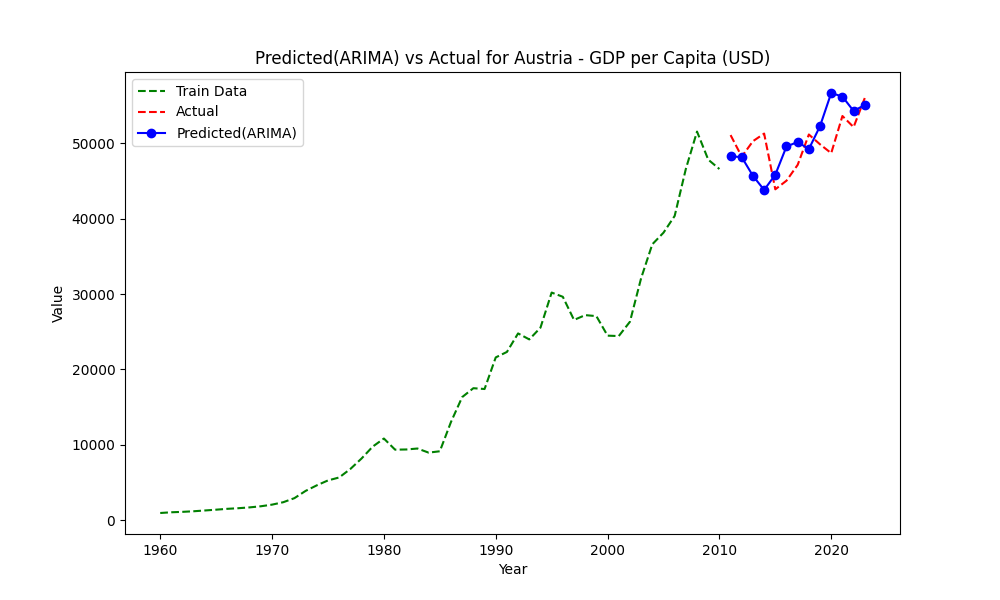 Predicted(ARIMA) vs Actual for Austria - GDP per Capita (USD)
Train Data
Actual
Predicted(ARIMA)
50000
40000
30000
20000
10000
0
Value
1960 1970 1980 1990 2000 2010 2020
Year